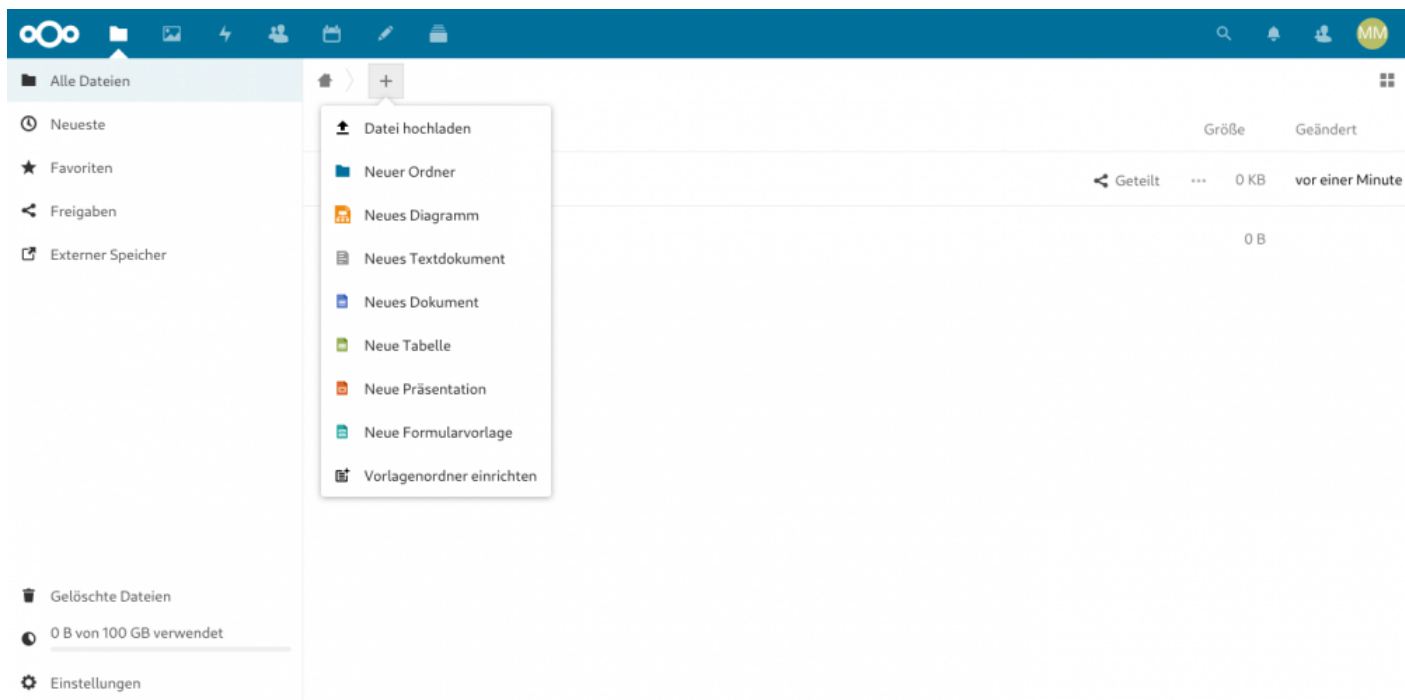 MM
Alle Dateien
+
Neueste
Datei hochladen
Größe
Geändert
Favoriten
Neuer Ordner
Geteilt
...
0 KB
vor einer Minute
Freigaben
Neues Diagramm
0 B
Externer Speicher
Neues Textdokument
Neues Dokument
Neue Tabelle
Neue Präsentation
Neue Formularvorlage
Vorlagenordner einrichten
Gelöschte Dateien
0 B von 100 GB verwendet
Einstellungen